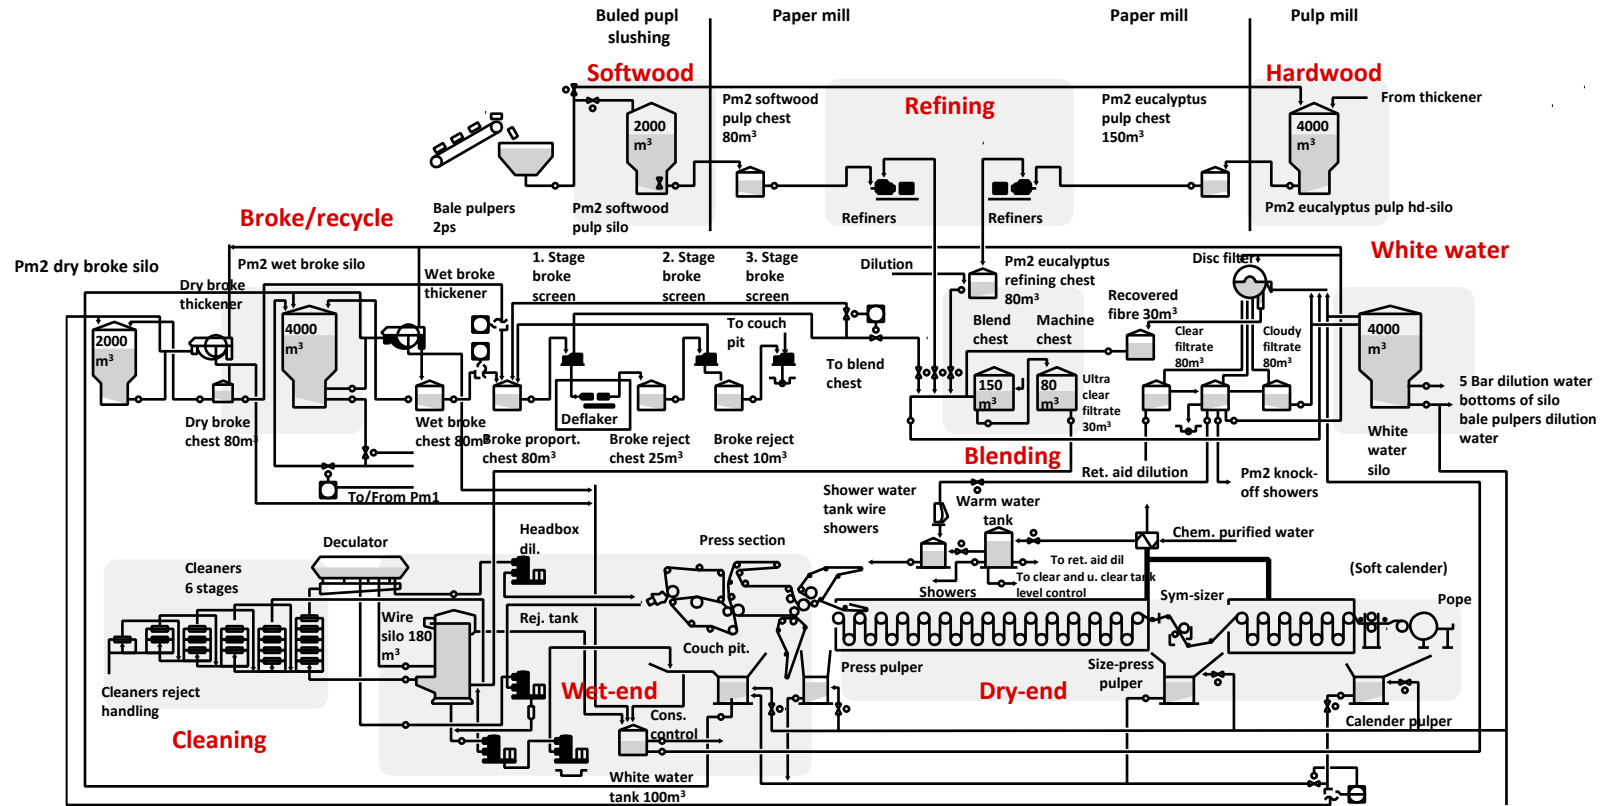 Buled pupl
slushing
Paper mill
Paper mill
Pulp mill
Softwood
Hardwood
Refining
Pm2 softwood
pulp chest
80m³
Pm2 eucalyptus
pulp chest
150m³
From thickener
2000
m³
4000
m³
Bale pulpers
2ps
Pm2 softwood
pulp silo
Refiners
Refiners
Pm2 eucalyptus pulp hd-silo
Broke/recycle
White water
Pm2 dry broke silo
Pm2 wet broke silo
Dry broke
thickener
Wet broke
thickener
1. Stage
broke
screen
2. Stage
broke
screen
3. Stage
broke
screen
Dilution
Pm2 eucalyptus
refining chest
80m³
Disc filter
Recovered
fibre 30m³
2000
m³
4000
m³
To couch
pit
To blend
chest
Blend
chest
Machine
chest
Clear
filtrate
80m³
Cloudy
filtrate
80m³
4000
m³
150
m³
80
m³
Ultra
clear
filtrate
30m³
5 Bar dilution water
bottoms of silo
bale pulpers dilution
water
Deflaker
Dry broke
chest 80m³
Wet broke
chest 80m³
Broke proport.
chest 80m³
Broke reject
chest 25m³
Broke reject
chest 10m³
Blending
White
water
silo
Ret. aid dilution
Pm2 knock-
off showers
To/From Pm1
Shower water
tank wire
showers
Warm water
tank
Chem. purified water
Deculator
Headbox
dil.
Press section
To ret. aid dil
To clear and u. clear tank
level control
Showers
Cleaners
6 stages
(Soft calender)
Sym-sizer
Pope
Wire
silo 180
m³
Rej. tank
Couch pit.
Press pulper
Size-press
pulper
Cleaners reject
handling
Wet-end
Dry-end
Cons.
control
Calender pulper
Cleaning
White water
tank 100m³